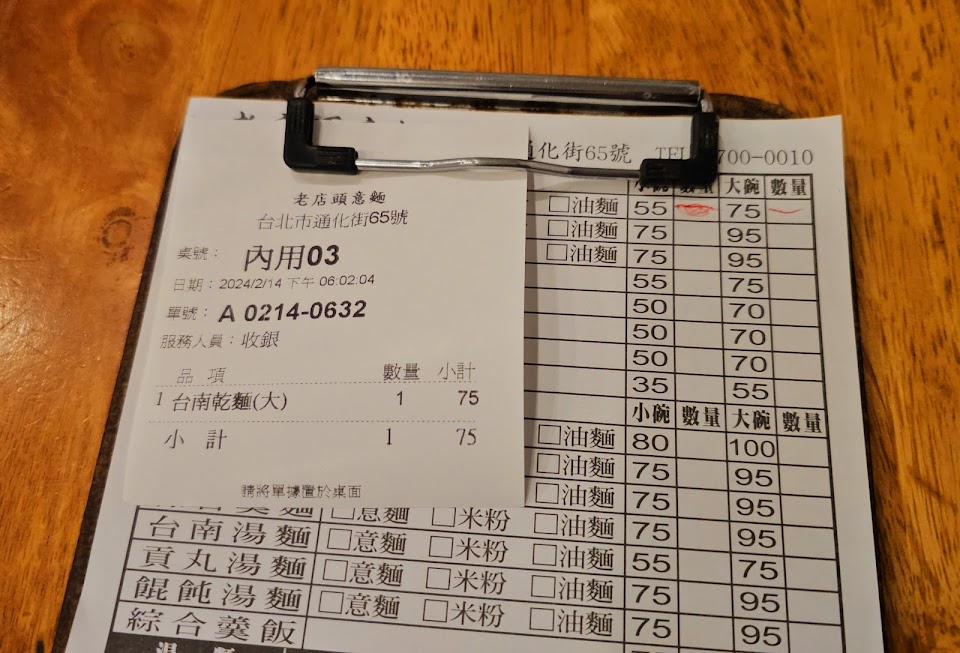 通化街65號 TEL 700-0010
老店頭意麵
台北市通化街65號
桌號： 內用03
日期：2024/2/14 下午 06:02:04
單號： A 0214-0632
服務人員：收銀
品 項 數量 小計
1 台南乾麵(大) 1 75
小 計 1 75
請將單據置於桌面
小碗 數量 大碗 數量
□油麵 55 75
□油麵 75 95
□油麵 75 95
55 75
50 70
50 70
50 70
35 55
小碗 數量 大碗 數量
□油麵 80 100
□油麵 75 95
□油麵 75 95
□意麵 □米粉 □油麵 75 95
台南湯麵 □意麵 □米粉 □油麵 55 75
貢丸湯麵 □意麵 □米粉 □油麵 75 95
餛飩湯麵 □意麵 □米粉 □油麵 75 95
綜合羹飯